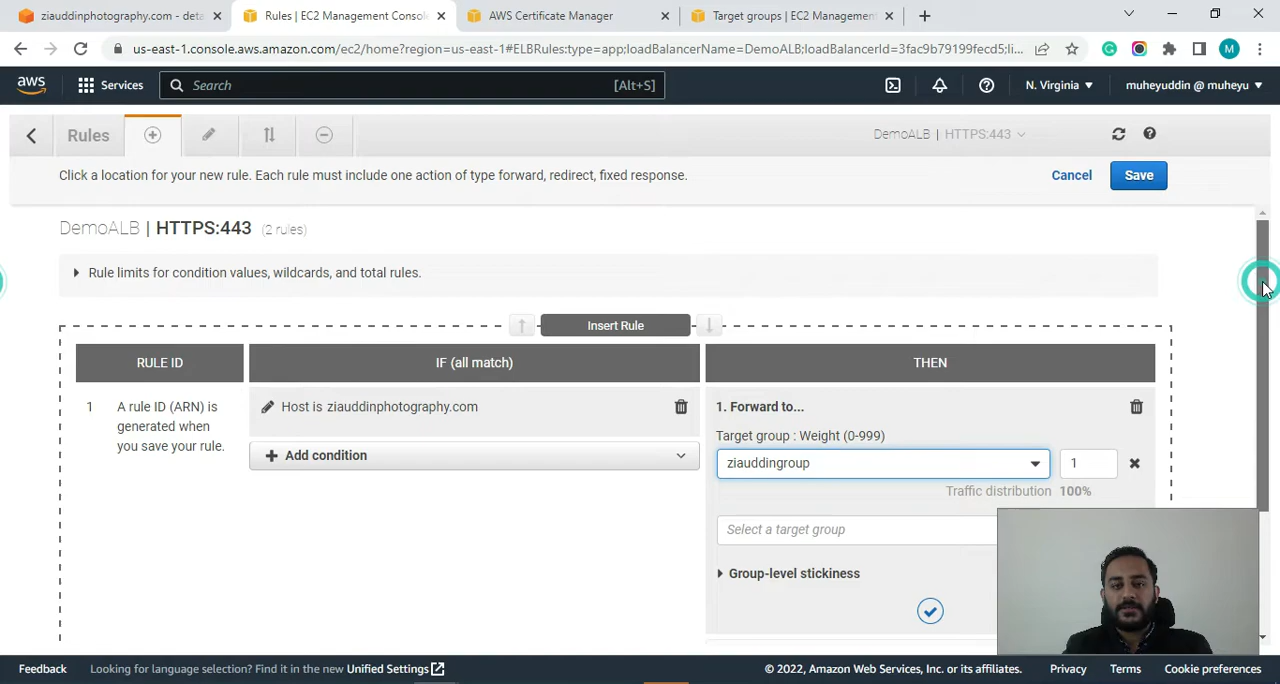 ziauddinphotography.com - deta
Rules | EC2 Management Consol
AWS Certificate Manager
Target groups | EC2 Management
us-east-1.console.aws.amazon.com/ec2/home?region=us-east-1#ELBRules:type=app;loadBalancerName=DemoALB;loadBalancerId=3fac9b79199fecd5;li...
M
aws
Services
Search
[Alt+S]
N. Virginia
muheyuddin @ muheyu
Rules
DemoALB | HTTPS:443
Click a location for your new rule. Each rule must include one action of type forward, redirect, fixed response.
Cancel
Save
DemoALB | HTTPS:443 (2 rules)
Rule limits for condition values, wildcards, and total rules.
Insert Rule
RULE ID
IF (all match)
THEN
1
A rule ID (ARN) is
generated when
you save your rule.
Host is ziauddinphotography.com
Add condition
1. Forward to...
Target group : Weight (0-999)
ziauddingroup
1
Traffic distribution 100%
Select a target group
Group-level stickiness
Feedback
Looking for language selection? Find it in the new Unified Settings
© 2022, Amazon Web Services, Inc. or its affiliates.
Privacy
Terms
Cookie preferences